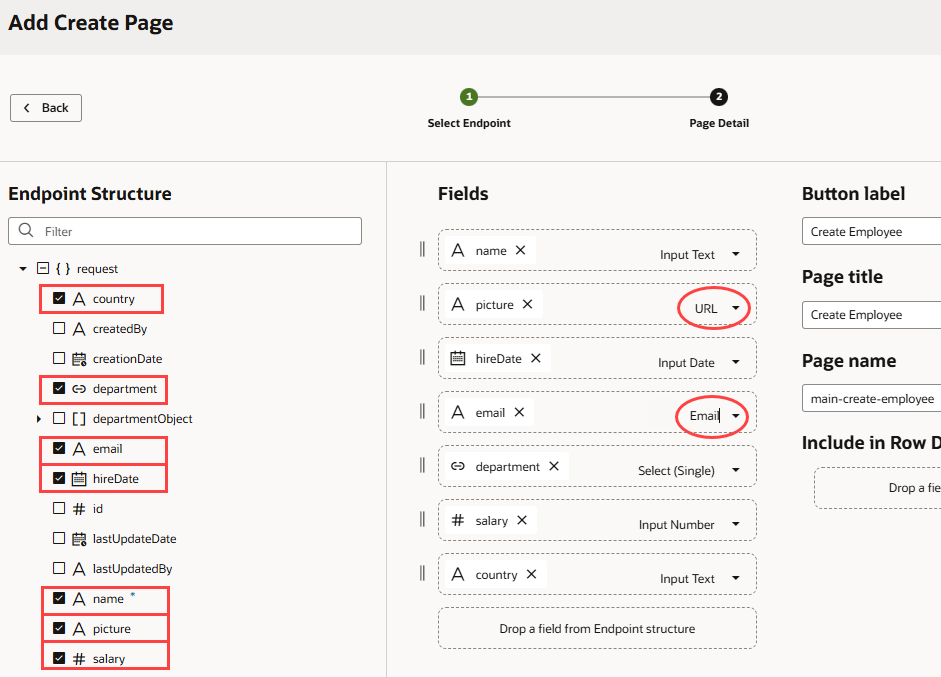 Add Create Page
Back
1
2
Select Endpoint
Page Detail
Endpoint Structure
Filter
{ } request
country
createdBy
creationDate
department
[ ] departmentObject
email
hireDate
# id
lastUpdateDate
lastUpdatedBy
name *
picture
# salary
Fields
A name
Input Text
A picture
URL
hireDate
Input Date
A email
Email
department
Select (Single)
# salary
Input Number
A country
Input Text
Drop a field from Endpoint structure
Button label
Create Employee
Page title
Create Employee
Page name
main-create-employee
Include in Row D
Drop a fie